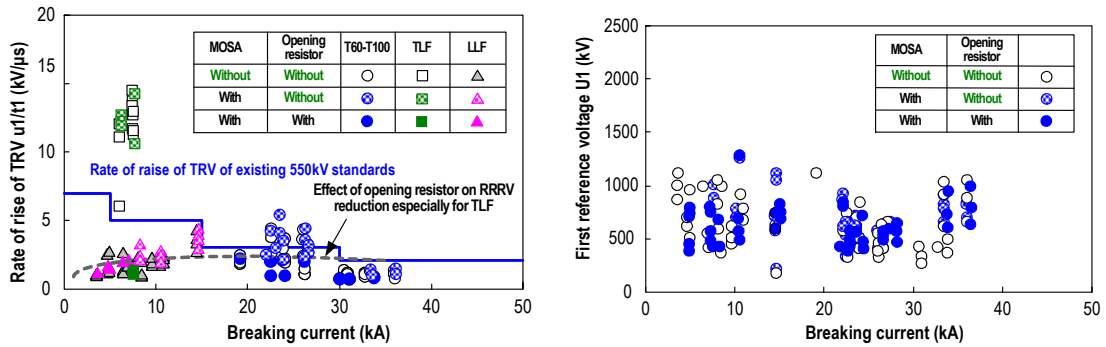 Rate of rise of TRV u1/t1 (kV/µs)
20
15
10
5
0
MOSA Opening resistor T60-T100 TLF LLF
Without Without
With Without
With With
Rate of raise of TRV of existing 550kV standards
Effect of opening resistor on RRRV
reduction especially for TLF
0 10 20 30 40 50
Breaking current (kA)
First reference voltage U1 (kV)
2500
2000
1500
1000
500
0
MOSA Opening resistor
Without Without
With Without
With With
0 10 20 30 40 50
Breaking current (kA)